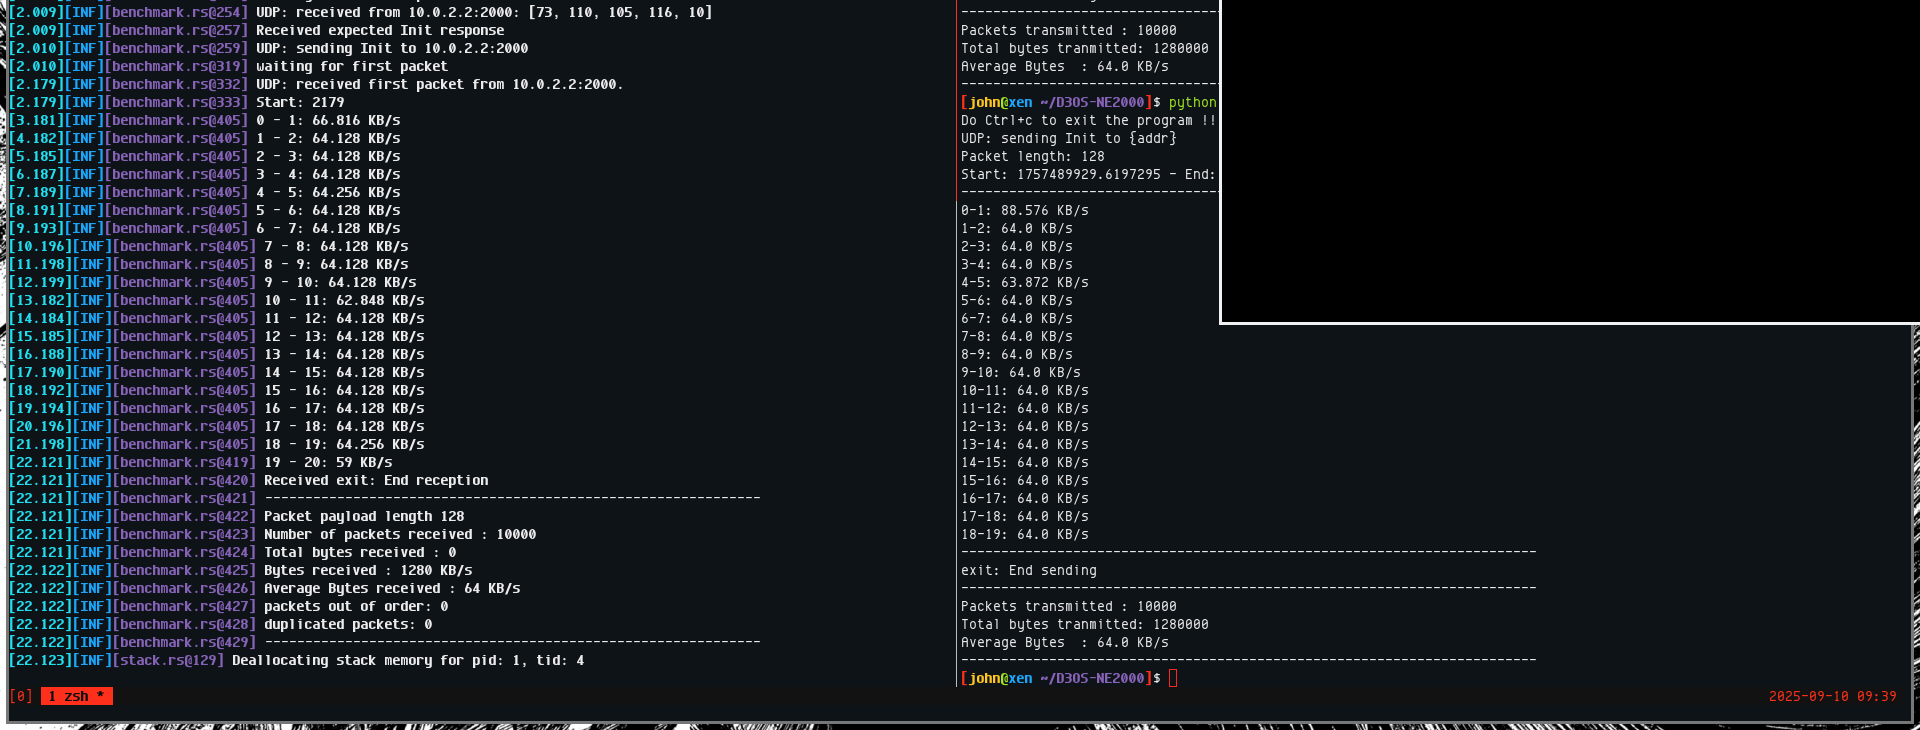 [2.009][INF][benchmark.rs@254] UDP: received from 10.0.2.2:2000: [73, 110, 105, 116, 10]
[2.009][INF][benchmark.rs@257] Received expected Init response
[2.010][INF][benchmark.rs@259] UDP: sending Init to 10.0.2.2:2000
[2.010][INF][benchmark.rs@319] waiting for first packet
[2.179][INF][benchmark.rs@332] UDP: received first packet from 10.0.2.2:2000.
[2.179][INF][benchmark.rs@333] Start: 2179
[3.181][INF][benchmark.rs@405] 0 - 1: 66.816 KB/s
[4.182][INF][benchmark.rs@405] 1 - 2: 64.128 KB/s
[5.185][INF][benchmark.rs@405] 2 - 3: 64.128 KB/s
[6.187][INF][benchmark.rs@405] 3 - 4: 64.128 KB/s
[7.189][INF][benchmark.rs@405] 4 - 5: 64.256 KB/s
[8.191][INF][benchmark.rs@405] 5 - 6: 64.128 KB/s
[9.193][INF][benchmark.rs@405] 6 - 7: 64.128 KB/s
[10.196][INF][benchmark.rs@405] 7 - 8: 64.128 KB/s
[11.198][INF][benchmark.rs@405] 8 - 9: 64.128 KB/s
[12.199][INF][benchmark.rs@405] 9 - 10: 64.128 KB/s
[13.182][INF][benchmark.rs@405] 10 - 11: 62.848 KB/s
[14.184][INF][benchmark.rs@405] 11 - 12: 64.128 KB/s
[15.185][INF][benchmark.rs@405] 12 - 13: 64.128 KB/s
[16.188][INF][benchmark.rs@405] 13 - 14: 64.128 KB/s
[17.190][INF][benchmark.rs@405] 14 - 15: 64.128 KB/s
[18.192][INF][benchmark.rs@405] 15 - 16: 64.128 KB/s
[19.194][INF][benchmark.rs@405] 16 - 17: 64.128 KB/s
[20.196][INF][benchmark.rs@405] 17 - 18: 64.128 KB/s
[21.198][INF][benchmark.rs@405] 18 - 19: 64.256 KB/s
[22.121][INF][benchmark.rs@419] 19 - 20: 59 KB/s
[22.121][INF][benchmark.rs@420] Received exit: End reception
[22.121][INF][benchmark.rs@421] --------------------------------------------------------------
[22.121][INF][benchmark.rs@422] Packet payload length 128
[22.121][INF][benchmark.rs@423] Number of packets received : 10000
[22.121][INF][benchmark.rs@424] Total bytes received : 0
[22.122][INF][benchmark.rs@425] Bytes received : 1280 KB/s
[22.122][INF][benchmark.rs@426] Average Bytes received : 64 KB/s
[22.122][INF][benchmark.rs@427] packets out of order: 0
[22.122][INF][benchmark.rs@428] duplicated packets: 0
[22.122][INF][benchmark.rs@429] --------------------------------------------------------------
[22.123][INF][stack.rs@129] Deallocating stack memory for pid: 1, tid: 4
--------------------------------
Packets transmitted : 10000
Total bytes tranmitted: 1280000
Average Bytes  : 64.0 KB/s
--------------------------------
[john@xen ~/D3OS-NE2000]$ python
Do Ctrl+c to exit the program !!
UDP: sending Init to {addr}
Packet length: 128
Start: 1757489929.6197295 - End:
--------------------------------
0-1: 88.576 KB/s
1-2: 64.0 KB/s
2-3: 64.0 KB/s
3-4: 64.0 KB/s
4-5: 63.872 KB/s
5-6: 64.0 KB/s
6-7: 64.0 KB/s
7-8: 64.0 KB/s
8-9: 64.0 KB/s
9-10: 64.0 KB/s
10-11: 64.0 KB/s
11-12: 64.0 KB/s
12-13: 64.0 KB/s
13-14: 64.0 KB/s
14-15: 64.0 KB/s
15-16: 64.0 KB/s
16-17: 64.0 KB/s
17-18: 64.0 KB/s
18-19: 64.0 KB/s
------------------------------------------------------------------------
exit: End sending
------------------------------------------------------------------------
Packets transmitted : 10000
Total bytes tranmitted: 1280000
Average Bytes  : 64.0 KB/s
------------------------------------------------------------------------
[john@xen ~/D3OS-NE2000]$
[0] 1 zsh * 2025-09-10 09:39